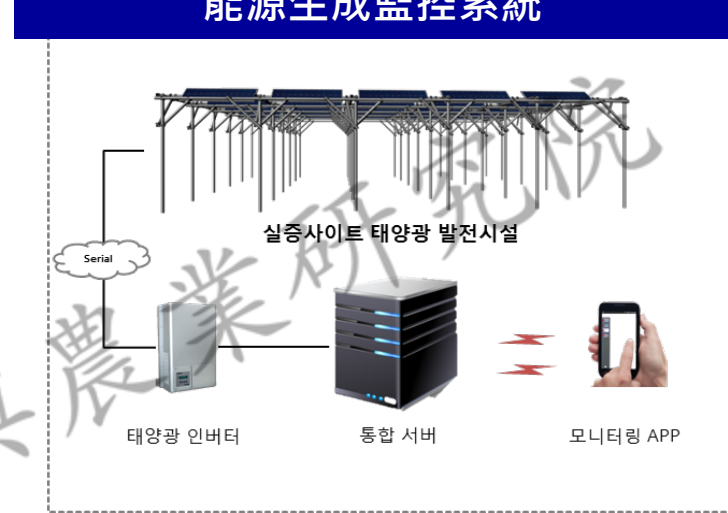 能源生成監控系統
실증사이트 태양광 발전시설
Serial
태양광 인버터
통합 서버
모니터링 APP
農業研究院